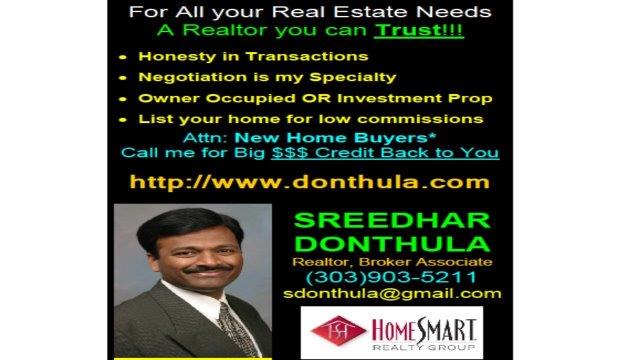 For All your Real Estate Needs
A Realtor you can Trust!!!
• Honesty in Transactions
• Negotiation is my Specialty
• Owner Occupied OR Investment Prop
• List your home for low commissions
Attn: New Home Buyers*
Call me for Big $$$ Credit Back to You
http://www.donthula.com
SREEDHAR
DONTHULA
Realtor, Broker Associate
(303)903-5211
sdonthula@gmail.com
HOMESMART
REALTY GROUP